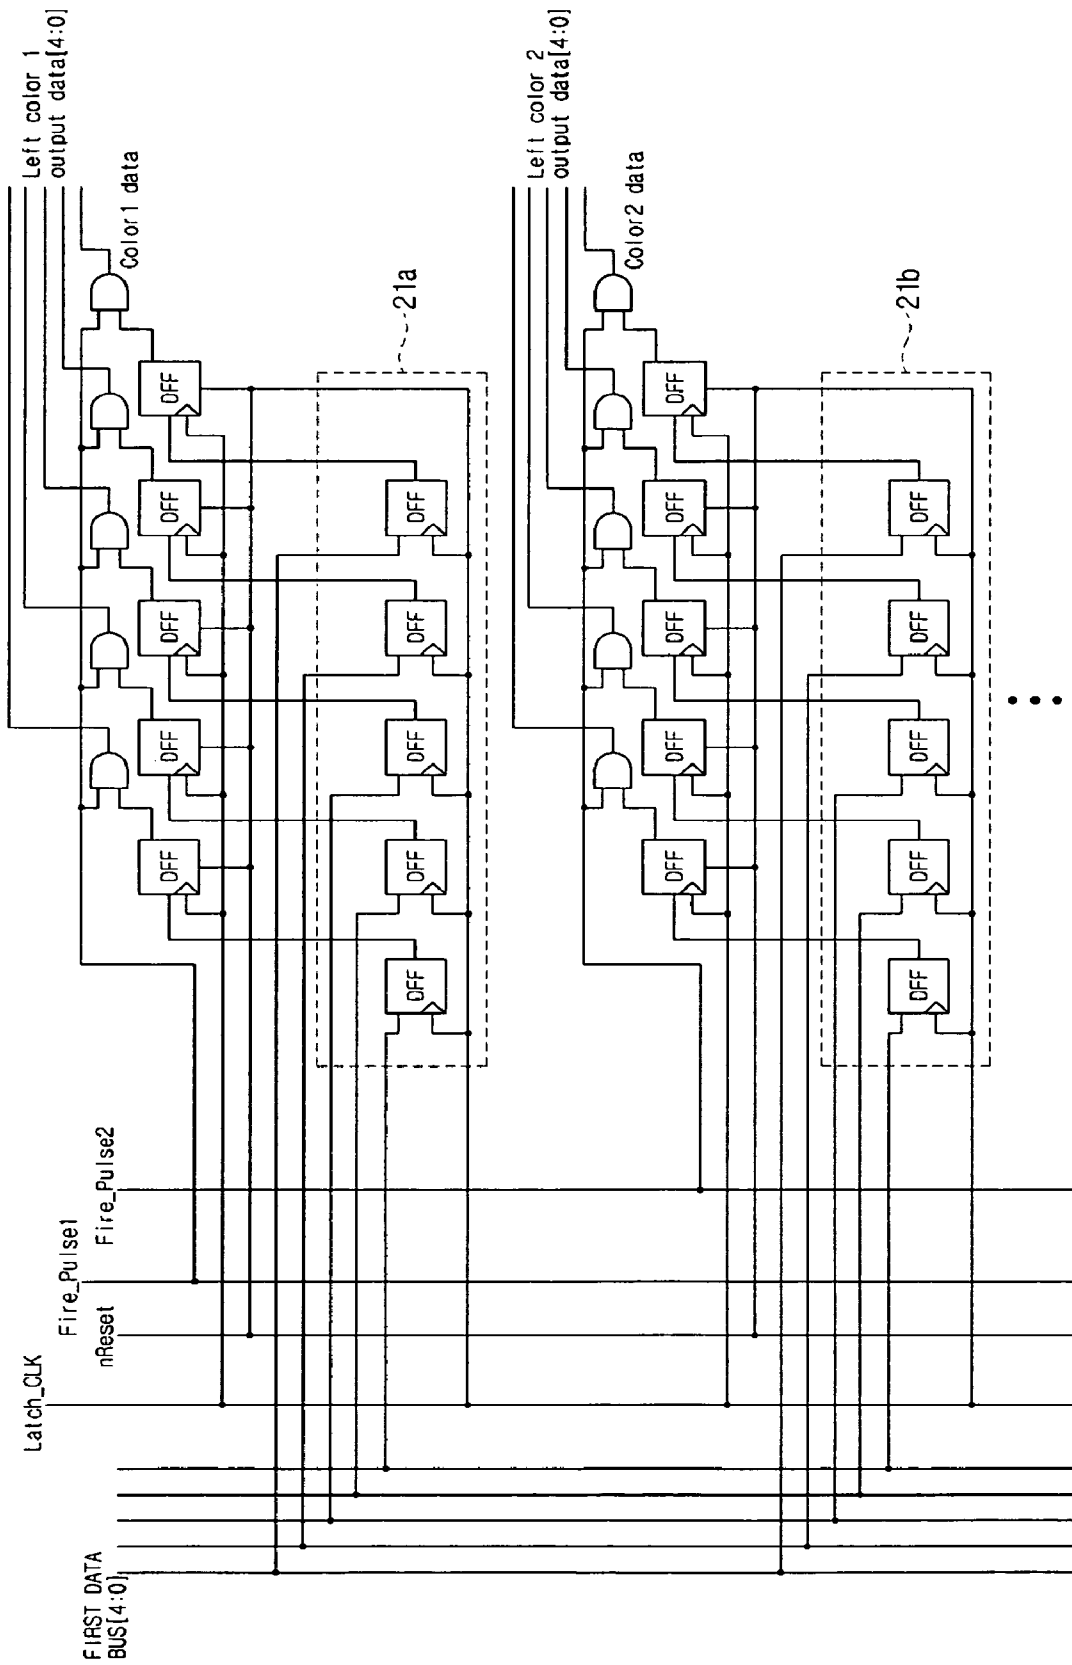 FIRST DATA
BUS[4:0]
Latch_CLK
nReset
Fire_Pulse1
Fire_Pulse2
DFF
DFF
DFF
DFF
DFF
DFF
DFF
DFF
DFF
DFF
21a
Color1 data
Left color 1
output data[4:0]
DFF
DFF
DFF
DFF
DFF
DFF
DFF
DFF
DFF
DFF
21b
Color2 data
Left color 2
output data[4:0]